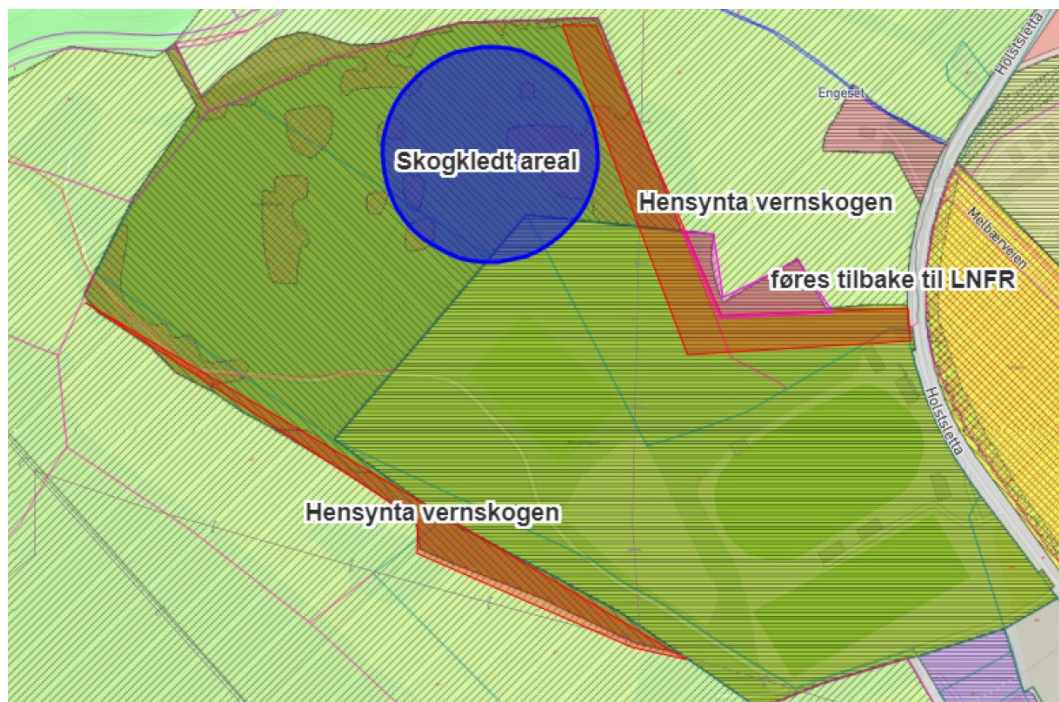 Holstsletta
Engeset
Skogkledt areal
Hensynta vernskogen
Melbærveien
føres tilbake til LNFR
Holstsletta
Hensynta vernskogen